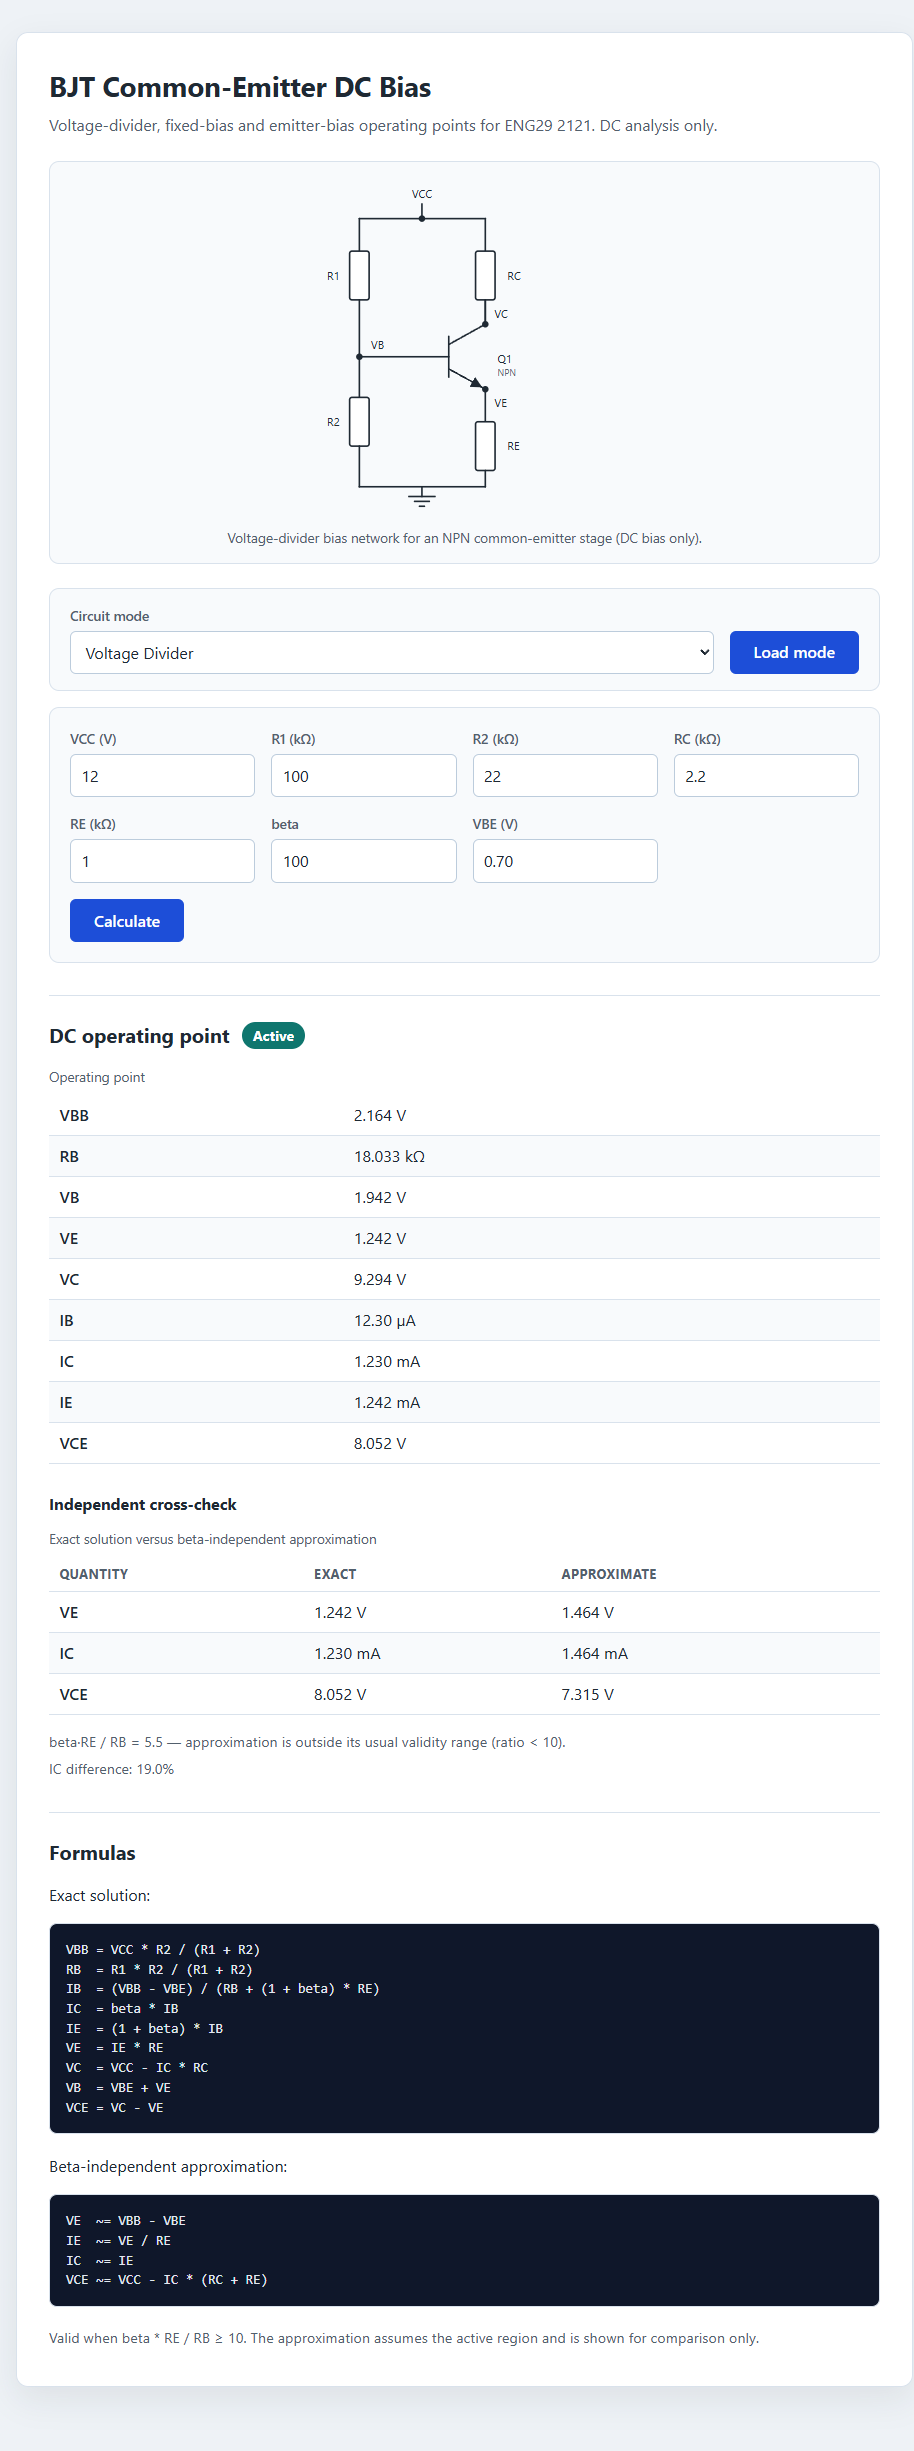 BJT Common-Emitter DC Bias
Voltage-divider, fixed-bias and emitter-bias operating points for ENG29 2121. DC analysis only.
VCC
R1
RC
VC
VB
Q1
NPN
VE
R2
RE
Voltage-divider bias network for an NPN common-emitter stage (DC bias only).
Circuit mode
Voltage Divider
Load mode
VCC (V) R1 (kΩ) R2 (kΩ) RC (kΩ)
12 100 22 2.2
RE (kΩ) beta VBE (V)
1 100 0.70
Calculate
DC operating point Active
Operating point
VBB 2.164 V
RB 18.033 kΩ
VB 1.942 V
VE 1.242 V
VC 9.294 V
IB 12.30 µA
IC 1.230 mA
IE 1.242 mA
VCE 8.052 V
Independent cross-check
Exact solution versus beta-independent approximation
QUANTITY EXACT APPROXIMATE
VE 1.242 V 1.464 V
IC 1.230 mA 1.464 mA
VCE 8.052 V 7.315 V
beta·RE / RB = 5.5 — approximation is outside its usual validity range (ratio < 10).
IC difference: 19.0%
Formulas
Exact solution:
VBB = VCC * R2 / (R1 + R2)
RB  = R1 * R2 / (R1 + R2)
IB  = (VBB - VBE) / (RB + (1 + beta) * RE)
IC  = beta * IB
IE  = (1 + beta) * IB
VE  = IE * RE
VC  = VCC - IC * RC
VB  = VBE + VE
VCE = VC - VE
Beta-independent approximation:
VE  ~= VBB - VBE
IE  ~= VE / RE
IC  ~= IE
VCE ~= VCC - IC * (RC + RE)
Valid when beta * RE / RB ≥ 10. The approximation assumes the active region and is shown for comparison only.